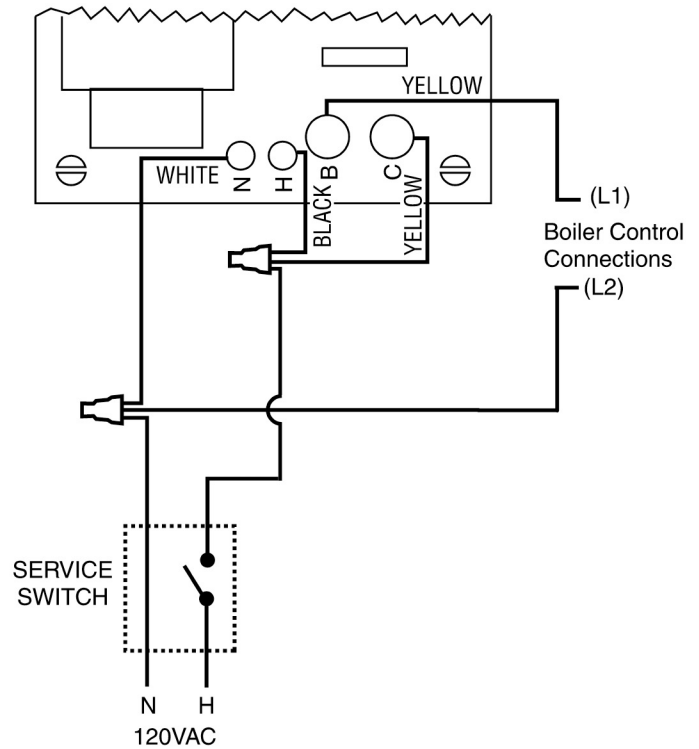 YELLOW
WHITE
N
H
BLACK
B
C
YELLOW
(L1)
Boiler Control
Connections
(L2)
SERVICE
SWITCH
N
H
120VAC